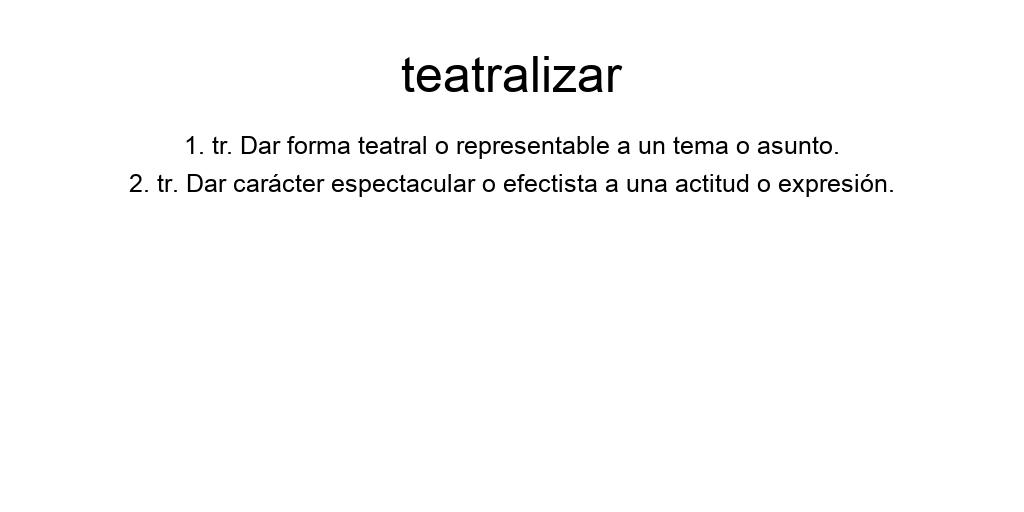 teatralizar
1. tr. Dar forma teatral o representable a un tema o asunto.
2. tr. Dar carácter espectacular o efectista a una actitud o expresión.